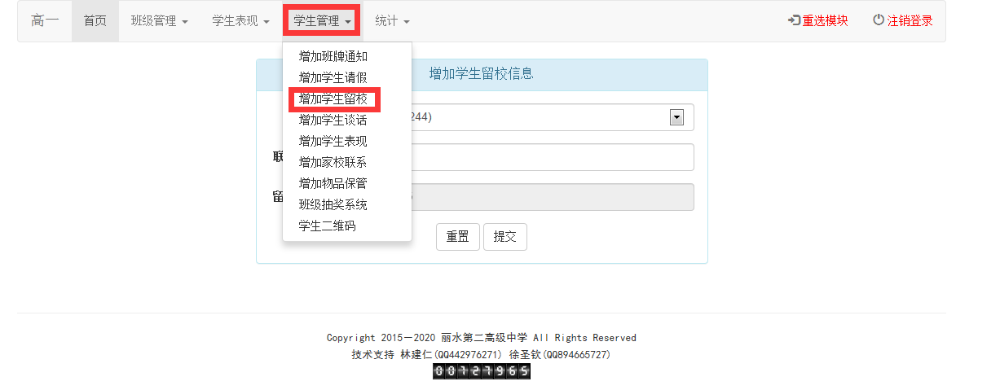 高一 首页 班级管理 学生表现 学生管理 统计 重选模块 注销登录
增加班牌通知
增加学生请假
增加学生留校
增加学生谈话
增加学生表现
增加家校联系
增加物品保管
班级抽奖系统
学生二维码
增加学生留校信息
244)
联
留
重置 提交
Copyright 2015－2020 丽水第二高级中学 All Rights Reserved
技术支持 林建仁(QQ442976271) 徐圣钦(QQ894665727)
00727965